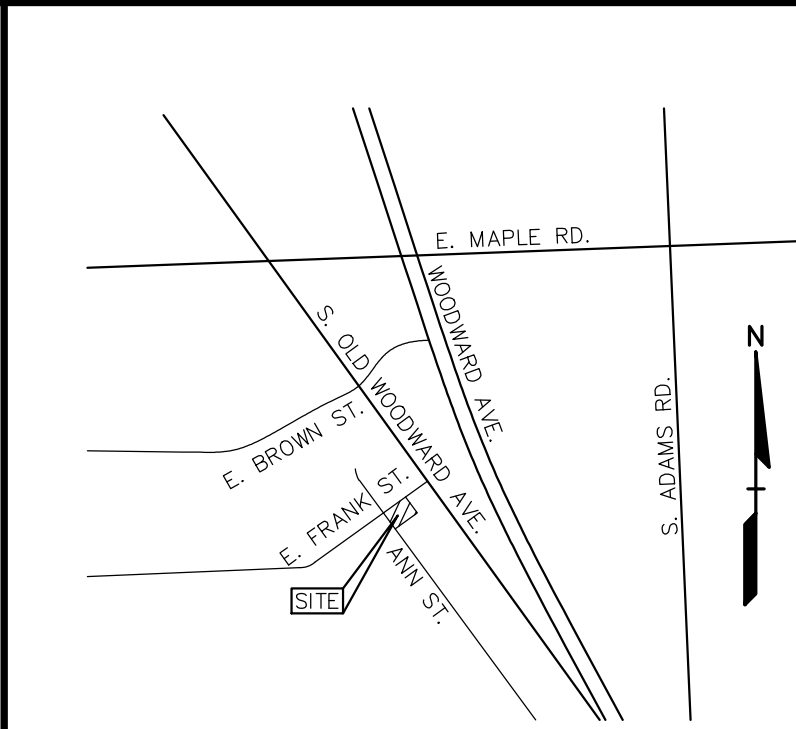 E. MAPLE RD.
WOODWARD AVE.
S. OLD WOODWARD AVE.
N
E. BROWN ST.
S. ADAMS RD.
E. FRANK ST.
ANN ST.
SITE